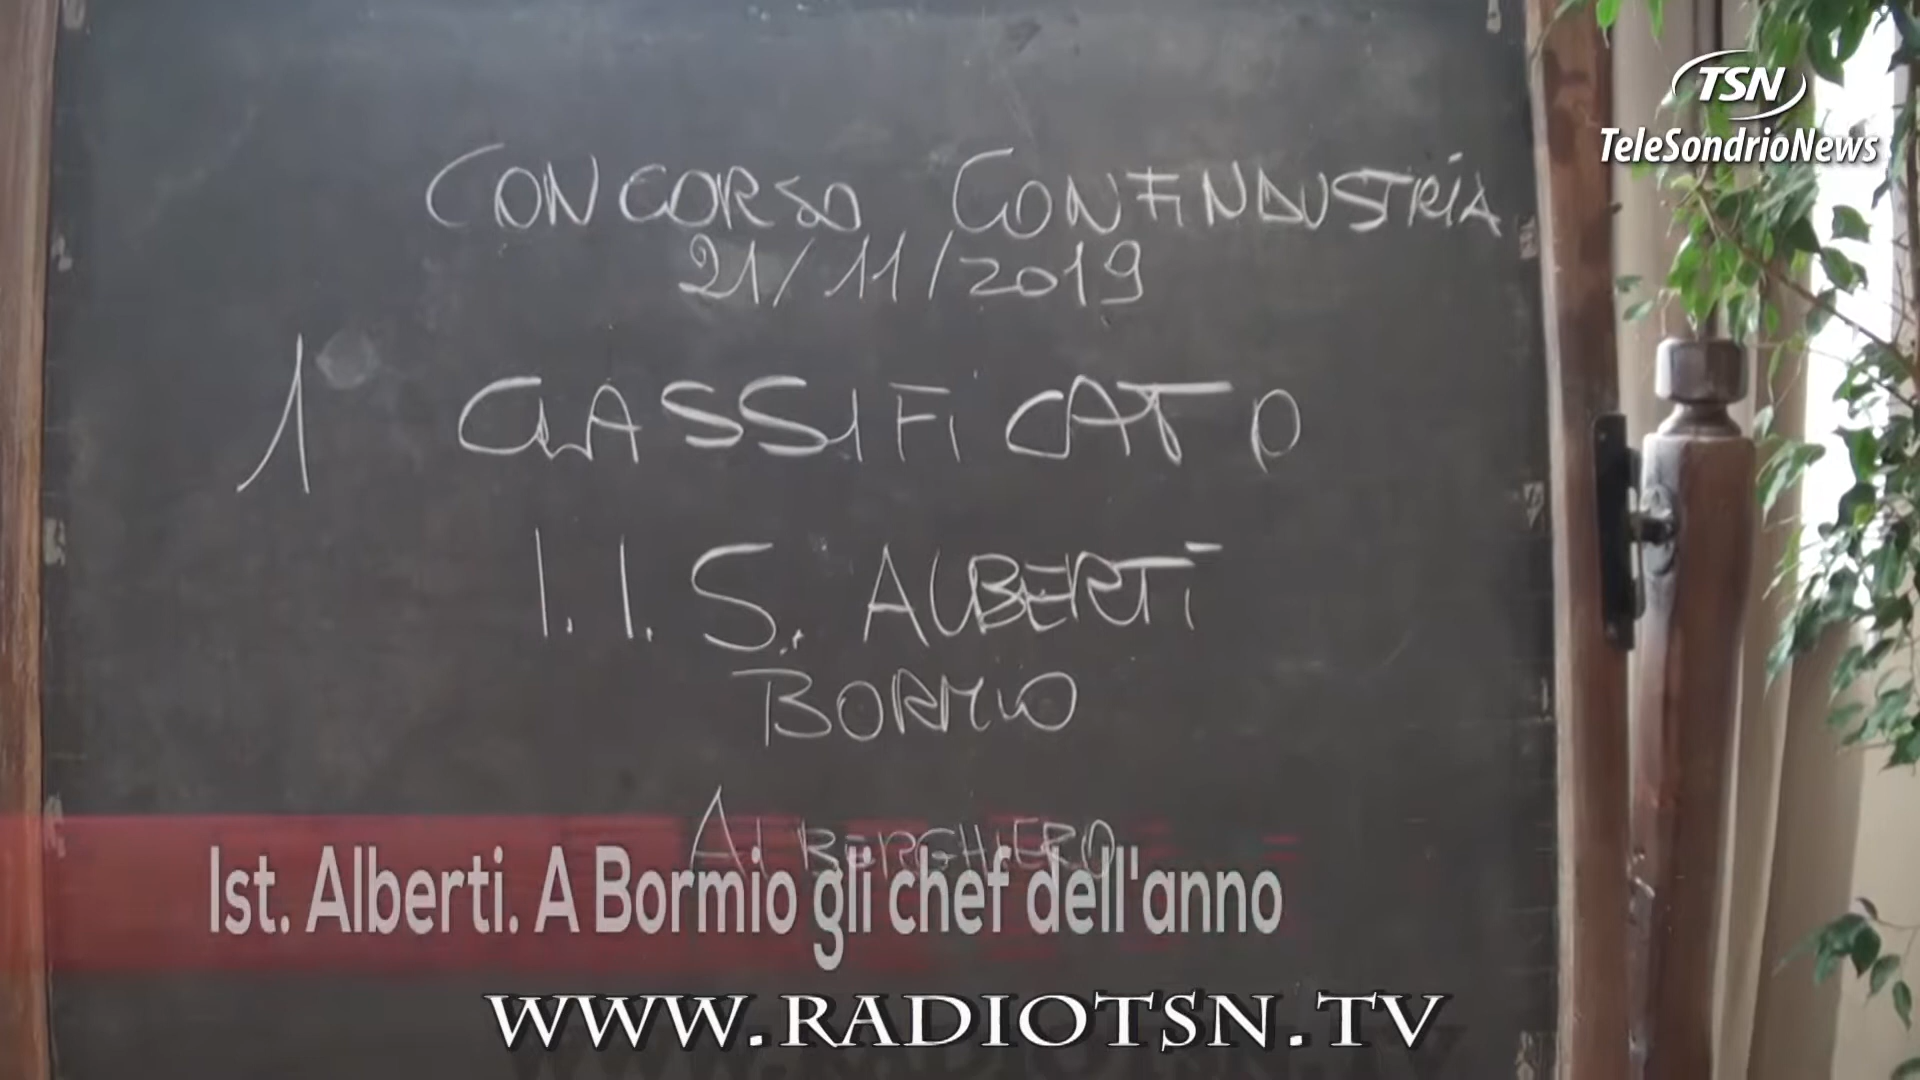 TSN
TeleSondrioNews
CONCORSO CONFINDUSTRIA
21/11/2019
1° CLASSIFICATO
I.I.S. ALBERTI
BORMIO
ALBERGHIERO
Ist. Alberti. A Bormio gli chef dell'anno
WWW.RADIOTSN.TV